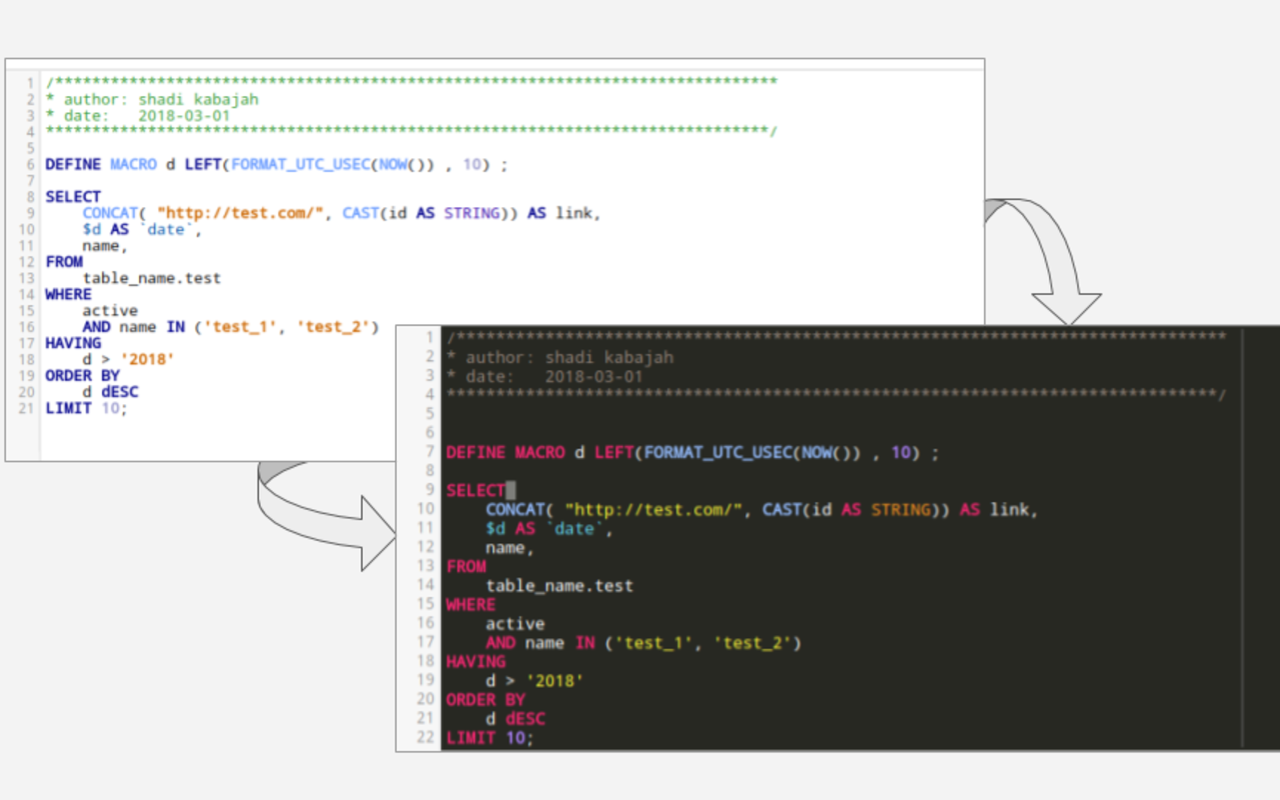 1 /******************************************************************************
2 * author: shadi kabajah
3 * date:   2018-03-01
4 ******************************************************************************/
5
6 DEFINE MACRO d LEFT(FORMAT_UTC_USEC(NOW()) , 10) ;
7
8 SELECT
9     CONCAT( "http://test.com/", CAST(id AS STRING)) AS link,
10     $d AS `date`,
11     name,
12 FROM
13     table_name.test
14 WHERE
15     active
16     AND name IN ('test_1', 'test_2')
17 HAVING
18     d > '2018'
19 ORDER BY
20     d dESC
21 LIMIT 10;
1 /******************************************************************************
2 * author: shadi kabajah
3 * date:   2018-03-01
4 ******************************************************************************/
5
6
7 DEFINE MACRO d LEFT(FORMAT_UTC_USEC(NOW()) , 10) ;
8
9 SELECT
10     CONCAT( "http://test.com/", CAST(id AS STRING)) AS link,
11     $d AS `date`,
12     name,
13 FROM
14     table_name.test
15 WHERE
16     active
17     AND name IN ('test_1', 'test_2')
18 HAVING
19     d > '2018'
20 ORDER BY
21     d dESC
22 LIMIT 10;